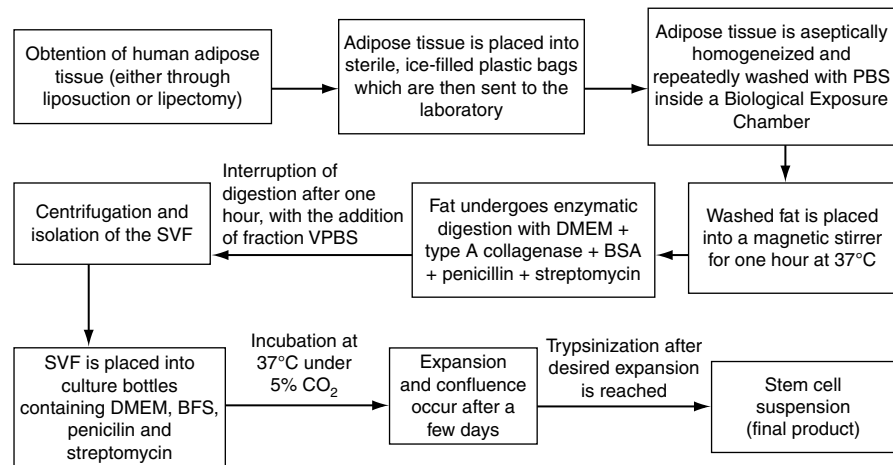 Obtention of human adipose
tissue (either through
liposuction or lipectomy)
Adipose tissue is placed into
sterile, ice-filled plastic bags
which are then sent to the
laboratory
Adipose tissue is aseptically
homogeneized and
repeatedly washed with PBS
inside a Biological Exposure
Chamber
Washed fat is placed
into a magnetic stirrer
for one hour at 37°C
Fat undergoes enzymatic
digestion with DMEM +
type A collagenase + BSA
+ penicillin + streptomycin
Interruption of
digestion after one
hour, with the addition
of fraction VPBS
Centrifugation and
isolation of the SVF
SVF is placed into
culture bottles
containing DMEM, BFS,
penicilin and
streptomycin
Incubation at
37°C under
5% CO₂
Expansion
and confluence
occur after a
few days
Trypsinization after
desired expansion
is reached
Stem cell
suspension
(final product)